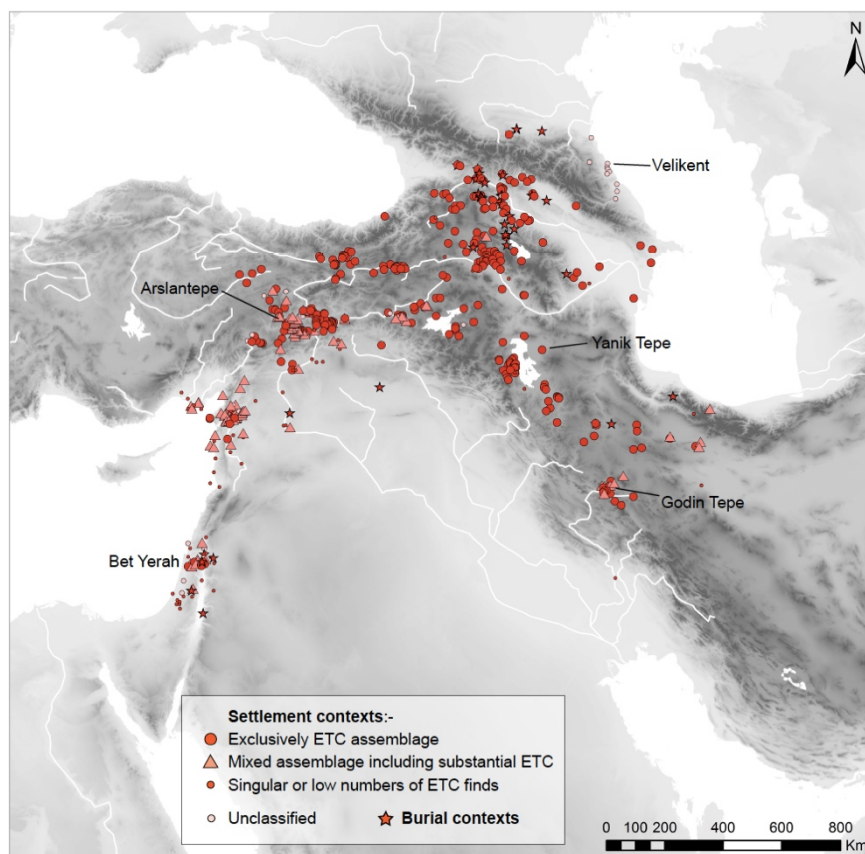 N
Velikent
Arslantepe
Yanik Tepe
Godin Tepe
Bet Yerah
Settlement contexts:-
Exclusively ETC assemblage
Mixed assemblage including substantial ETC
Singular or low numbers of ETC finds
Unclassified
Burial contexts
0 100 200 400 600 800
Km